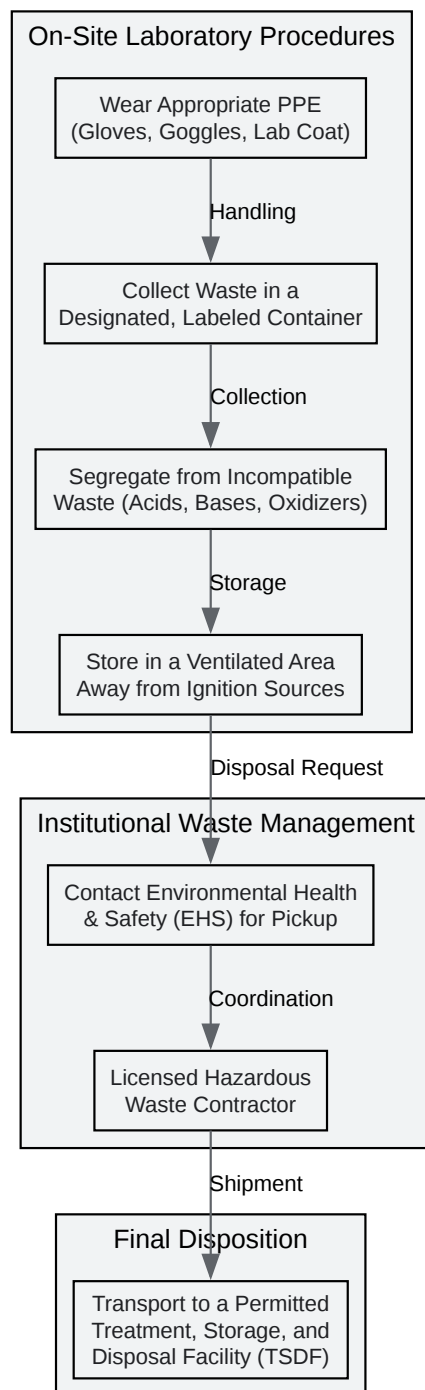 On-Site Laboratory Procedures
Wear Appropriate PPE
(Gloves, Goggles, Lab Coat)
Handling
Collect Waste in a
Designated, Labeled Container
Collection
Segregate from Incompatible
Waste (Acids, Bases, Oxidizers)
Storage
Store in a Ventilated Area
Away from Ignition Sources
Disposal Request
Institutional Waste Management
Contact Environmental Health
& Safety (EHS) for Pickup
Coordination
Licensed Hazardous
Waste Contractor
Shipment
Final Disposition
Transport to a Permitted
Treatment, Storage, and
Disposal Facility (TSDF)